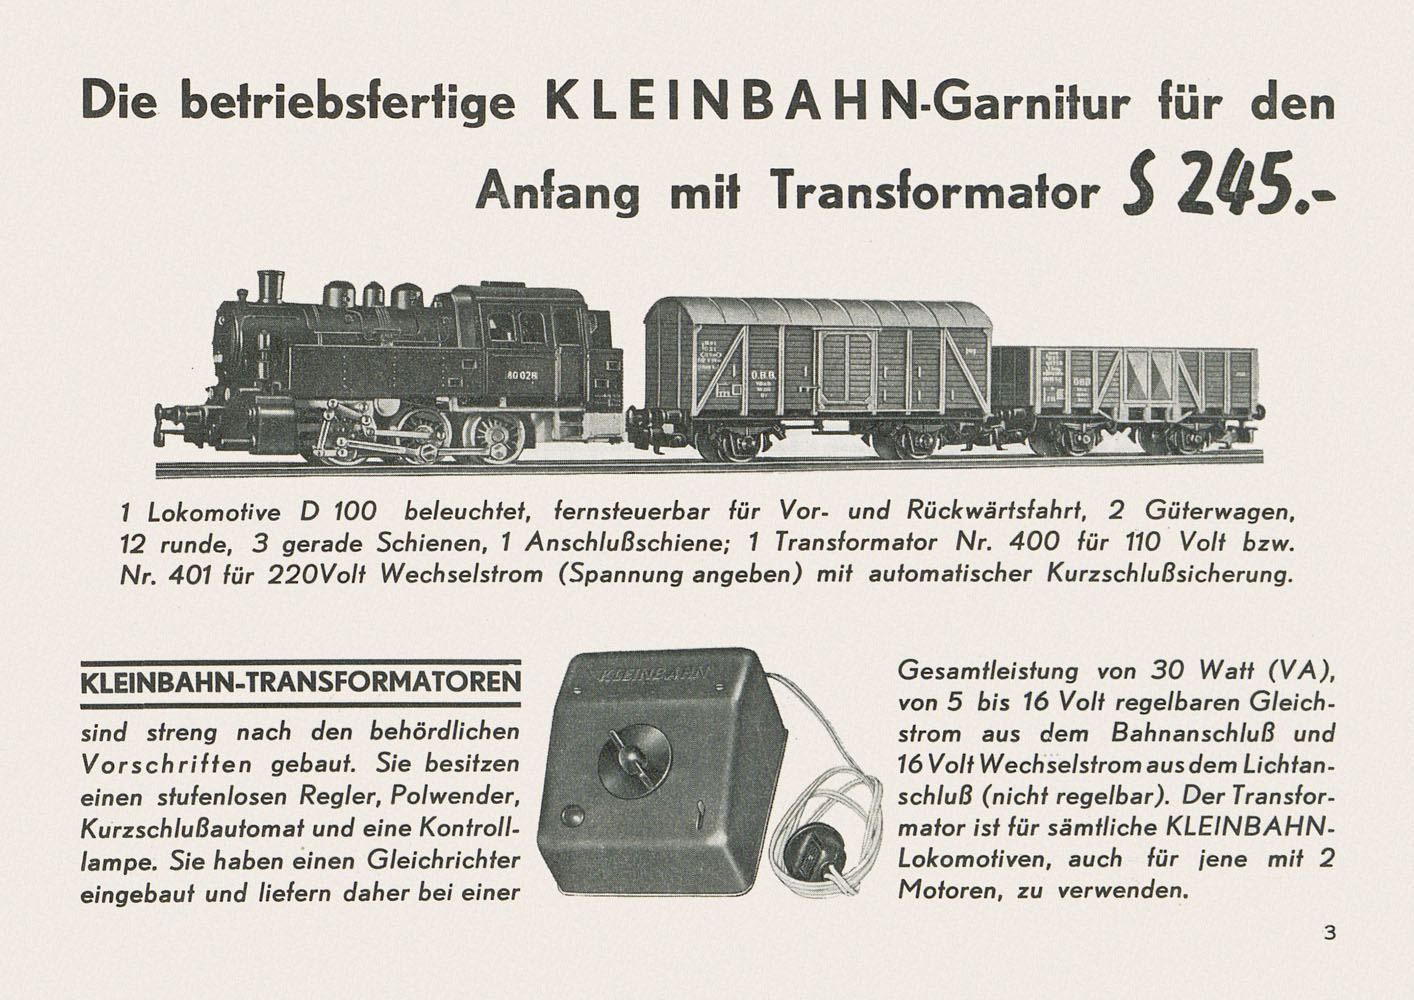 Die betriebsfertige KLEINBAHN-Garnitur für den
Anfang mit Transformator S 245.-
80 028
Ö.B.B.
ÖBB
1 Lokomotive D 100 beleuchtet, fernsteuerbar für Vor- und Rückwärtsfahrt, 2 Güterwagen,
12 runde, 3 gerade Schienen, 1 Anschlußschiene; 1 Transformator Nr. 400 für 110 Volt bzw.
Nr. 401 für 220Volt Wechselstrom (Spannung angeben) mit automatischer Kurzschlußsicherung.
KLEINBAHN-TRANSFORMATOREN
sind streng nach den behördlichen
Vorschriften gebaut. Sie besitzen
einen stufenlosen Regler, Polwender,
Kurzschlußautomat und eine Kontroll-
lampe. Sie haben einen Gleichrichter
eingebaut und liefern daher bei einer
KLEINBAHN
Gesamtleistung von 30 Watt (VA),
von 5 bis 16 Volt regelbaren Gleich-
strom aus dem Bahnanschluß und
16 Volt Wechselstrom aus dem Lichtan-
schluß (nicht regelbar). Der Transfor-
mator ist für sämtliche KLEINBAHN-
Lokomotiven, auch für jene mit 2
Motoren, zu verwenden.
3